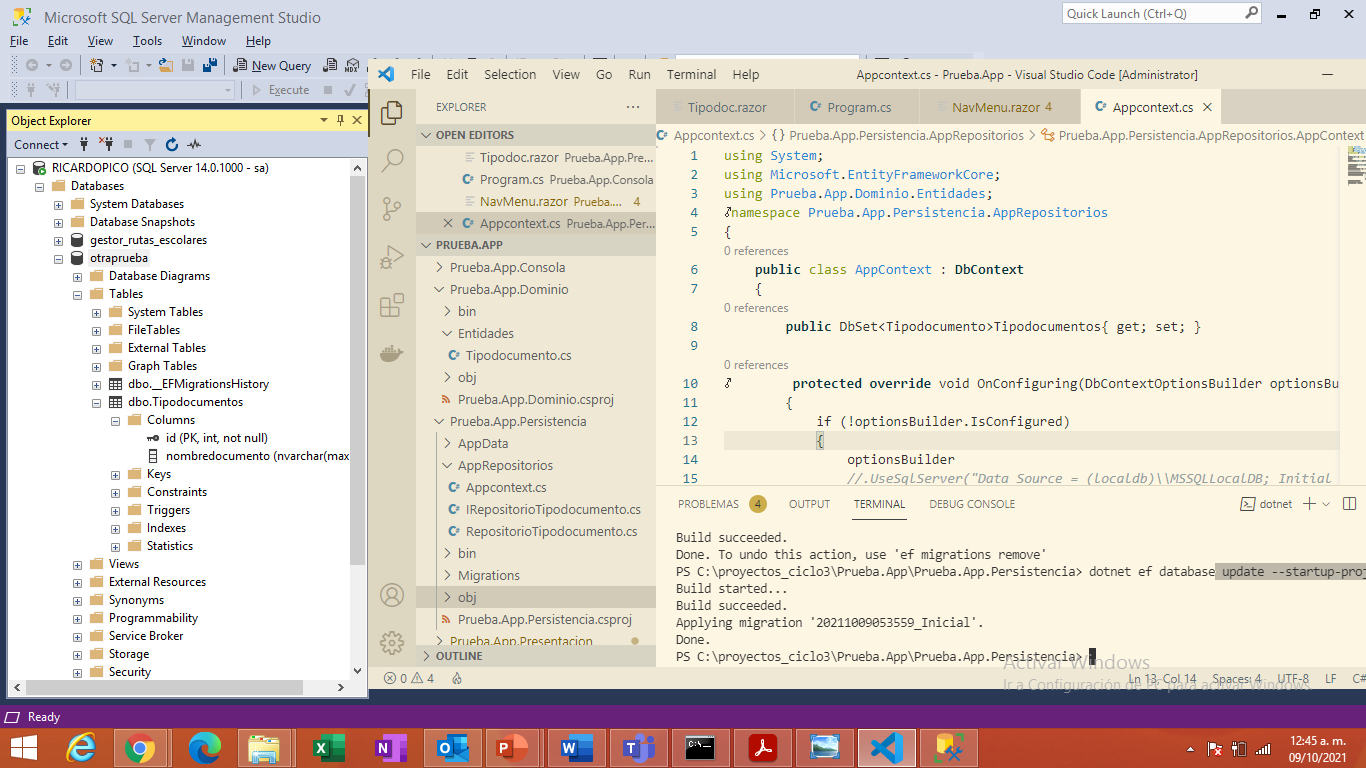 Microsoft SQL Server Management Studio
Quick Launch (Ctrl+Q)
File Edit View Tools Window Help
New Query
Execute
Object Explorer
Connect
RICARDOPICO (SQL Server 14.0.1000 - sa)
Databases
System Databases
Database Snapshots
gestor_rutas_escolares
otraprueba
Database Diagrams
Tables
System Tables
FileTables
External Tables
Graph Tables
dbo.__EFMigrationsHistory
dbo.Tipodocumentos
Columns
id (PK, int, not null)
nombredocumento (nvarchar(max
Keys
Constraints
Triggers
Indexes
Statistics
Views
External Resources
Synonyms
Programmability
Service Broker
Storage
Security
Ready
File Edit Selection View Go Run Terminal Help
Appcontext.cs - Prueba.App - Visual Studio Code [Administrator]
EXPLORER
OPEN EDITORS
Tipodoc.razor Prueba.App.Pre...
Program.cs Prueba.App.Consola
NavMenu.razor Prueba.... 4
Appcontext.cs Prueba.App.Per...
PRUEBA.APP
Prueba.App.Consola
Prueba.App.Dominio
bin
Entidades
Tipodocumento.cs
obj
Prueba.App.Dominio.csproj
Prueba.App.Persistencia
AppData
AppRepositorios
Appcontext.cs
IRepositorioTipodocumento.cs
RepositorioTipodocumento.cs
bin
Migrations
obj
Prueba.App.Persistencia.csproj
Prueba.App.Presentacion
OUTLINE
Tipodoc.razor Program.cs NavMenu.razor 4 Appcontext.cs
Appcontext.cs > {} Prueba.App.Persistencia.AppRepositorios > Prueba.App.Persistencia.AppRepositorios.AppContext
1 using System;
2 using Microsoft.EntityFrameworkCore;
3 using Prueba.App.Dominio.Entidades;
4 namespace Prueba.App.Persistencia.AppRepositorios
5 {
0 references
6 public class AppContext : DbContext
7 {
0 references
8 public DbSet<Tipodocumento>Tipodocumentos{ get; set; }
9
0 references
10 protected override void OnConfiguring(DbContextOptionsBuilder optionsBu
11 {
12 if (!optionsBuilder.IsConfigured)
13 {
14 optionsBuilder
15 //.UseSqlServer("Data Source = (localdb)\\MSSQLLocalDB; Initial
PROBLEMAS 4 OUTPUT TERMINAL DEBUG CONSOLE
dotnet
Build succeeded.
Done. To undo this action, use 'ef migrations remove'
PS C:\proyectos_ciclo3\Prueba.App\Prueba.App.Persistencia> dotnet ef database update --startup-proj
Build started...
Build succeeded.
Applying migration '20211009053559_Inicial'.
Done.
PS C:\proyectos_ciclo3\Prueba.App\Prueba.App.Persistencia>
Activar Windows
Ir a Configuración de PC para activar Windows.
0 4
Ln 13, Col 14 Spaces: 4 UTF-8 LF C#
12:45 a. m.
09/10/2021